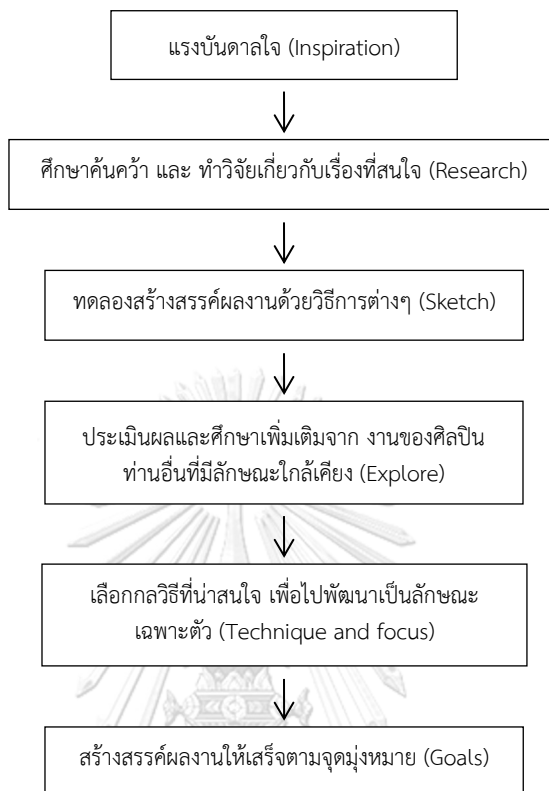 แรงบันดาลใจ (Inspiration)
ศึกษาค้นคว้า และ ทำวิจัยเกี่ยวกับเรื่องที่สนใจ (Research)
ทดลองสร้างสรรค์ผลงานด้วยวิธีการต่างๆ (Sketch)
ประเมินผลและศึกษาเพิ่มเติมจาก งานของศิลปิน
ท่านอื่นที่มีลักษณะใกล้เคียง (Explore)
เลือกกลวิธีที่น่าสนใจ เพื่อไปพัฒนาเป็นลักษณะ
เฉพาะตัว (Technique and focus)
สร้างสรรค์ผลงานให้เสร็จตามจุดมุ่งหมาย (Goals)